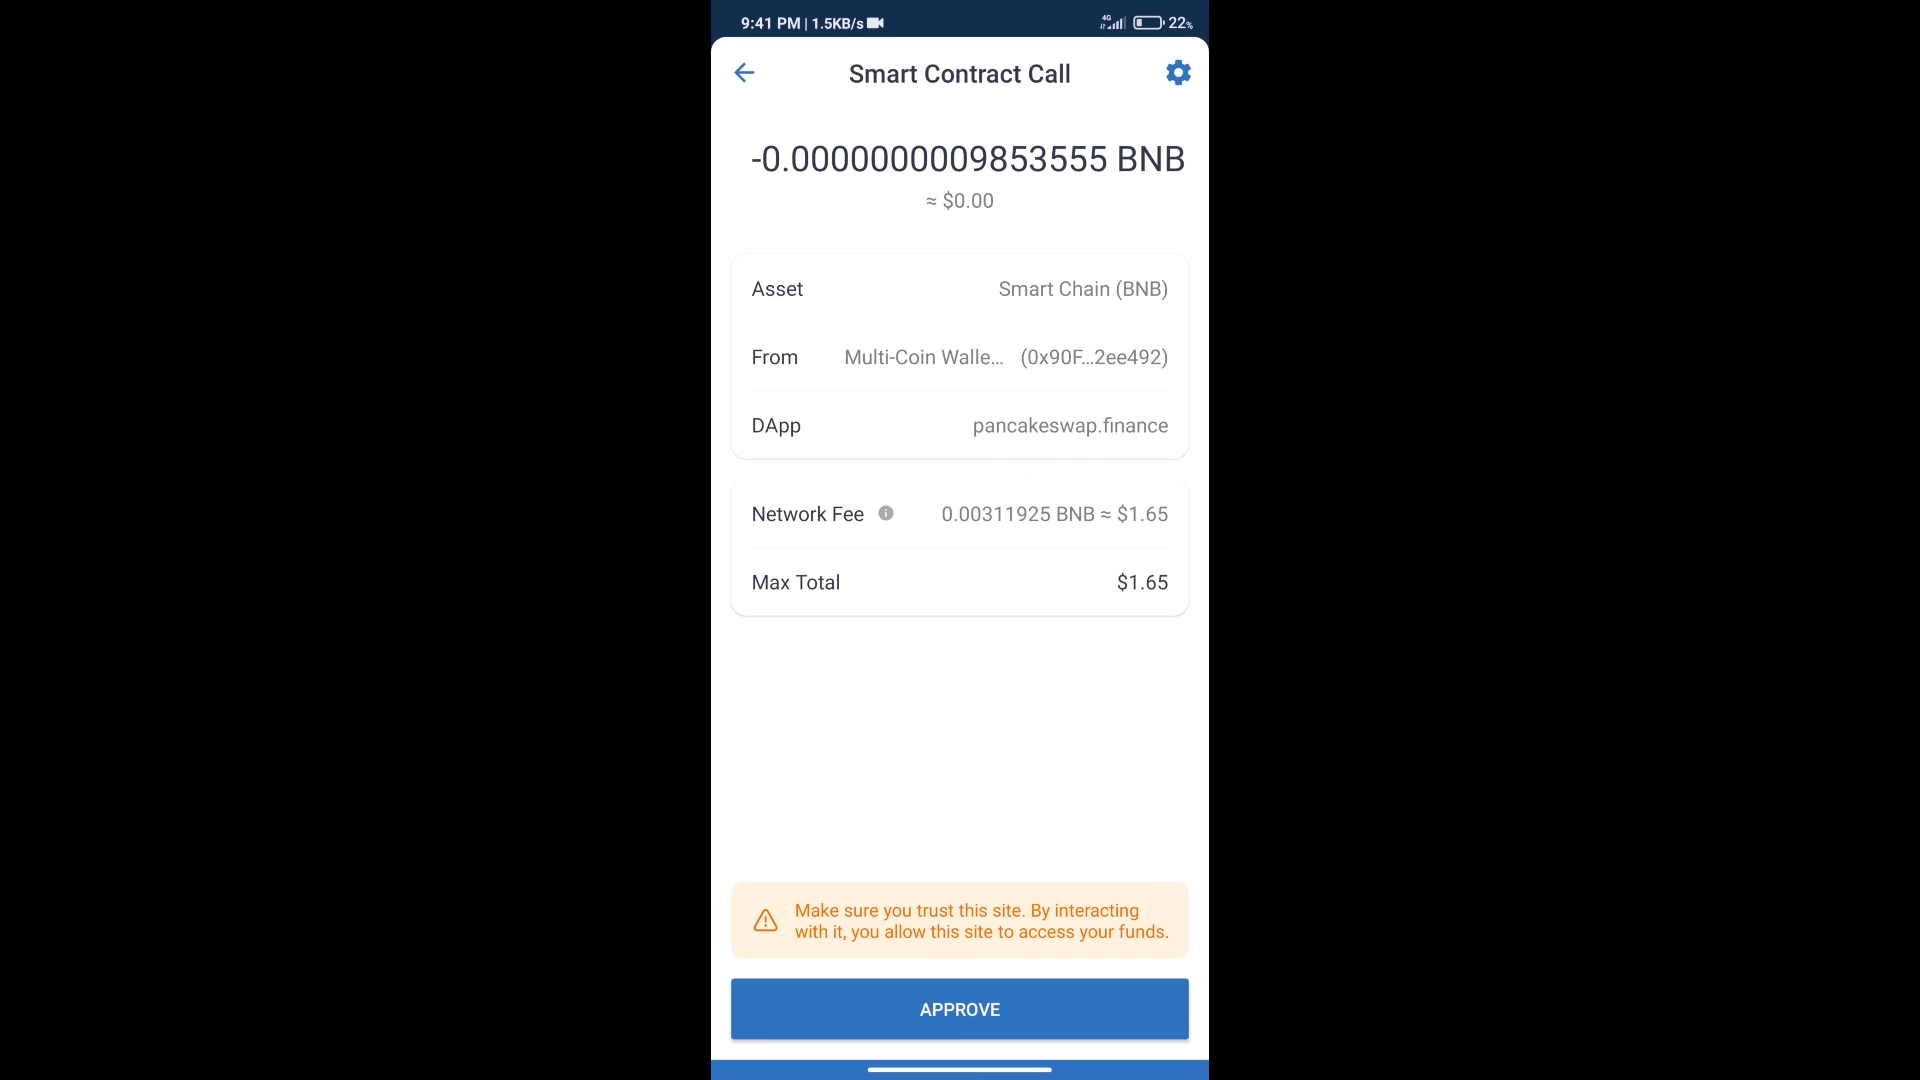 9:41 PM | 1.5KB/s 4G 22%
Smart Contract Call
-0.0000000009853555 BNB
≈ $0.00
Asset Smart Chain (BNB)
From Multi-Coin Walle... (0x90F...2ee492)
DApp pancakeswap.finance
Network Fee 0.00311925 BNB ≈ $1.65
Max Total $1.65
Make sure you trust this site. By interacting
with it, you allow this site to access your funds.
APPROVE